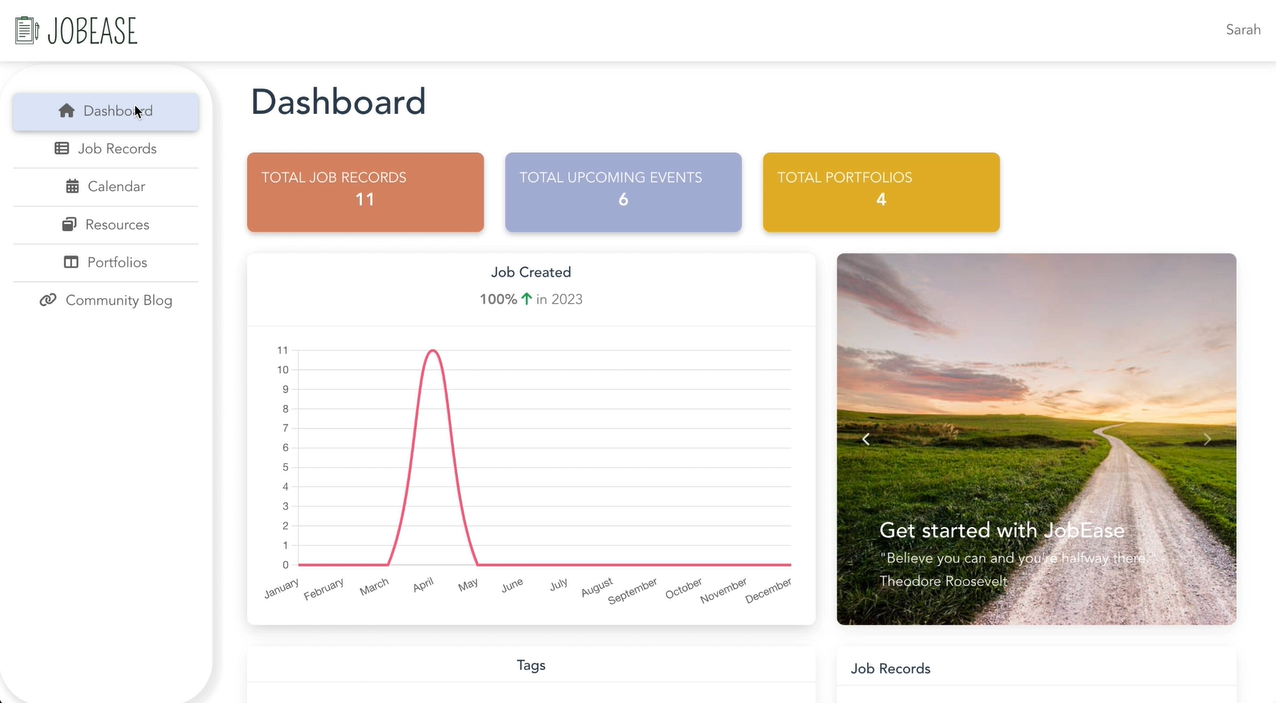 JOBEASE
Sarah
Dashboard
Job Records
Calendar
Resources
Portfolios
Community Blog
Dashboard
TOTAL JOB RECORDS
11
TOTAL UPCOMING EVENTS
6
TOTAL PORTFOLIOS
4
Job Created
100% ↑ in 2023
11
10
9
8
7
6
5
4
3
2
1
0
January
February
March
April
May
June
July
August
September
October
November
December
Get started with JobEase
"Believe you can and you're halfway there."
Theodore Roosevelt
Tags
Job Records